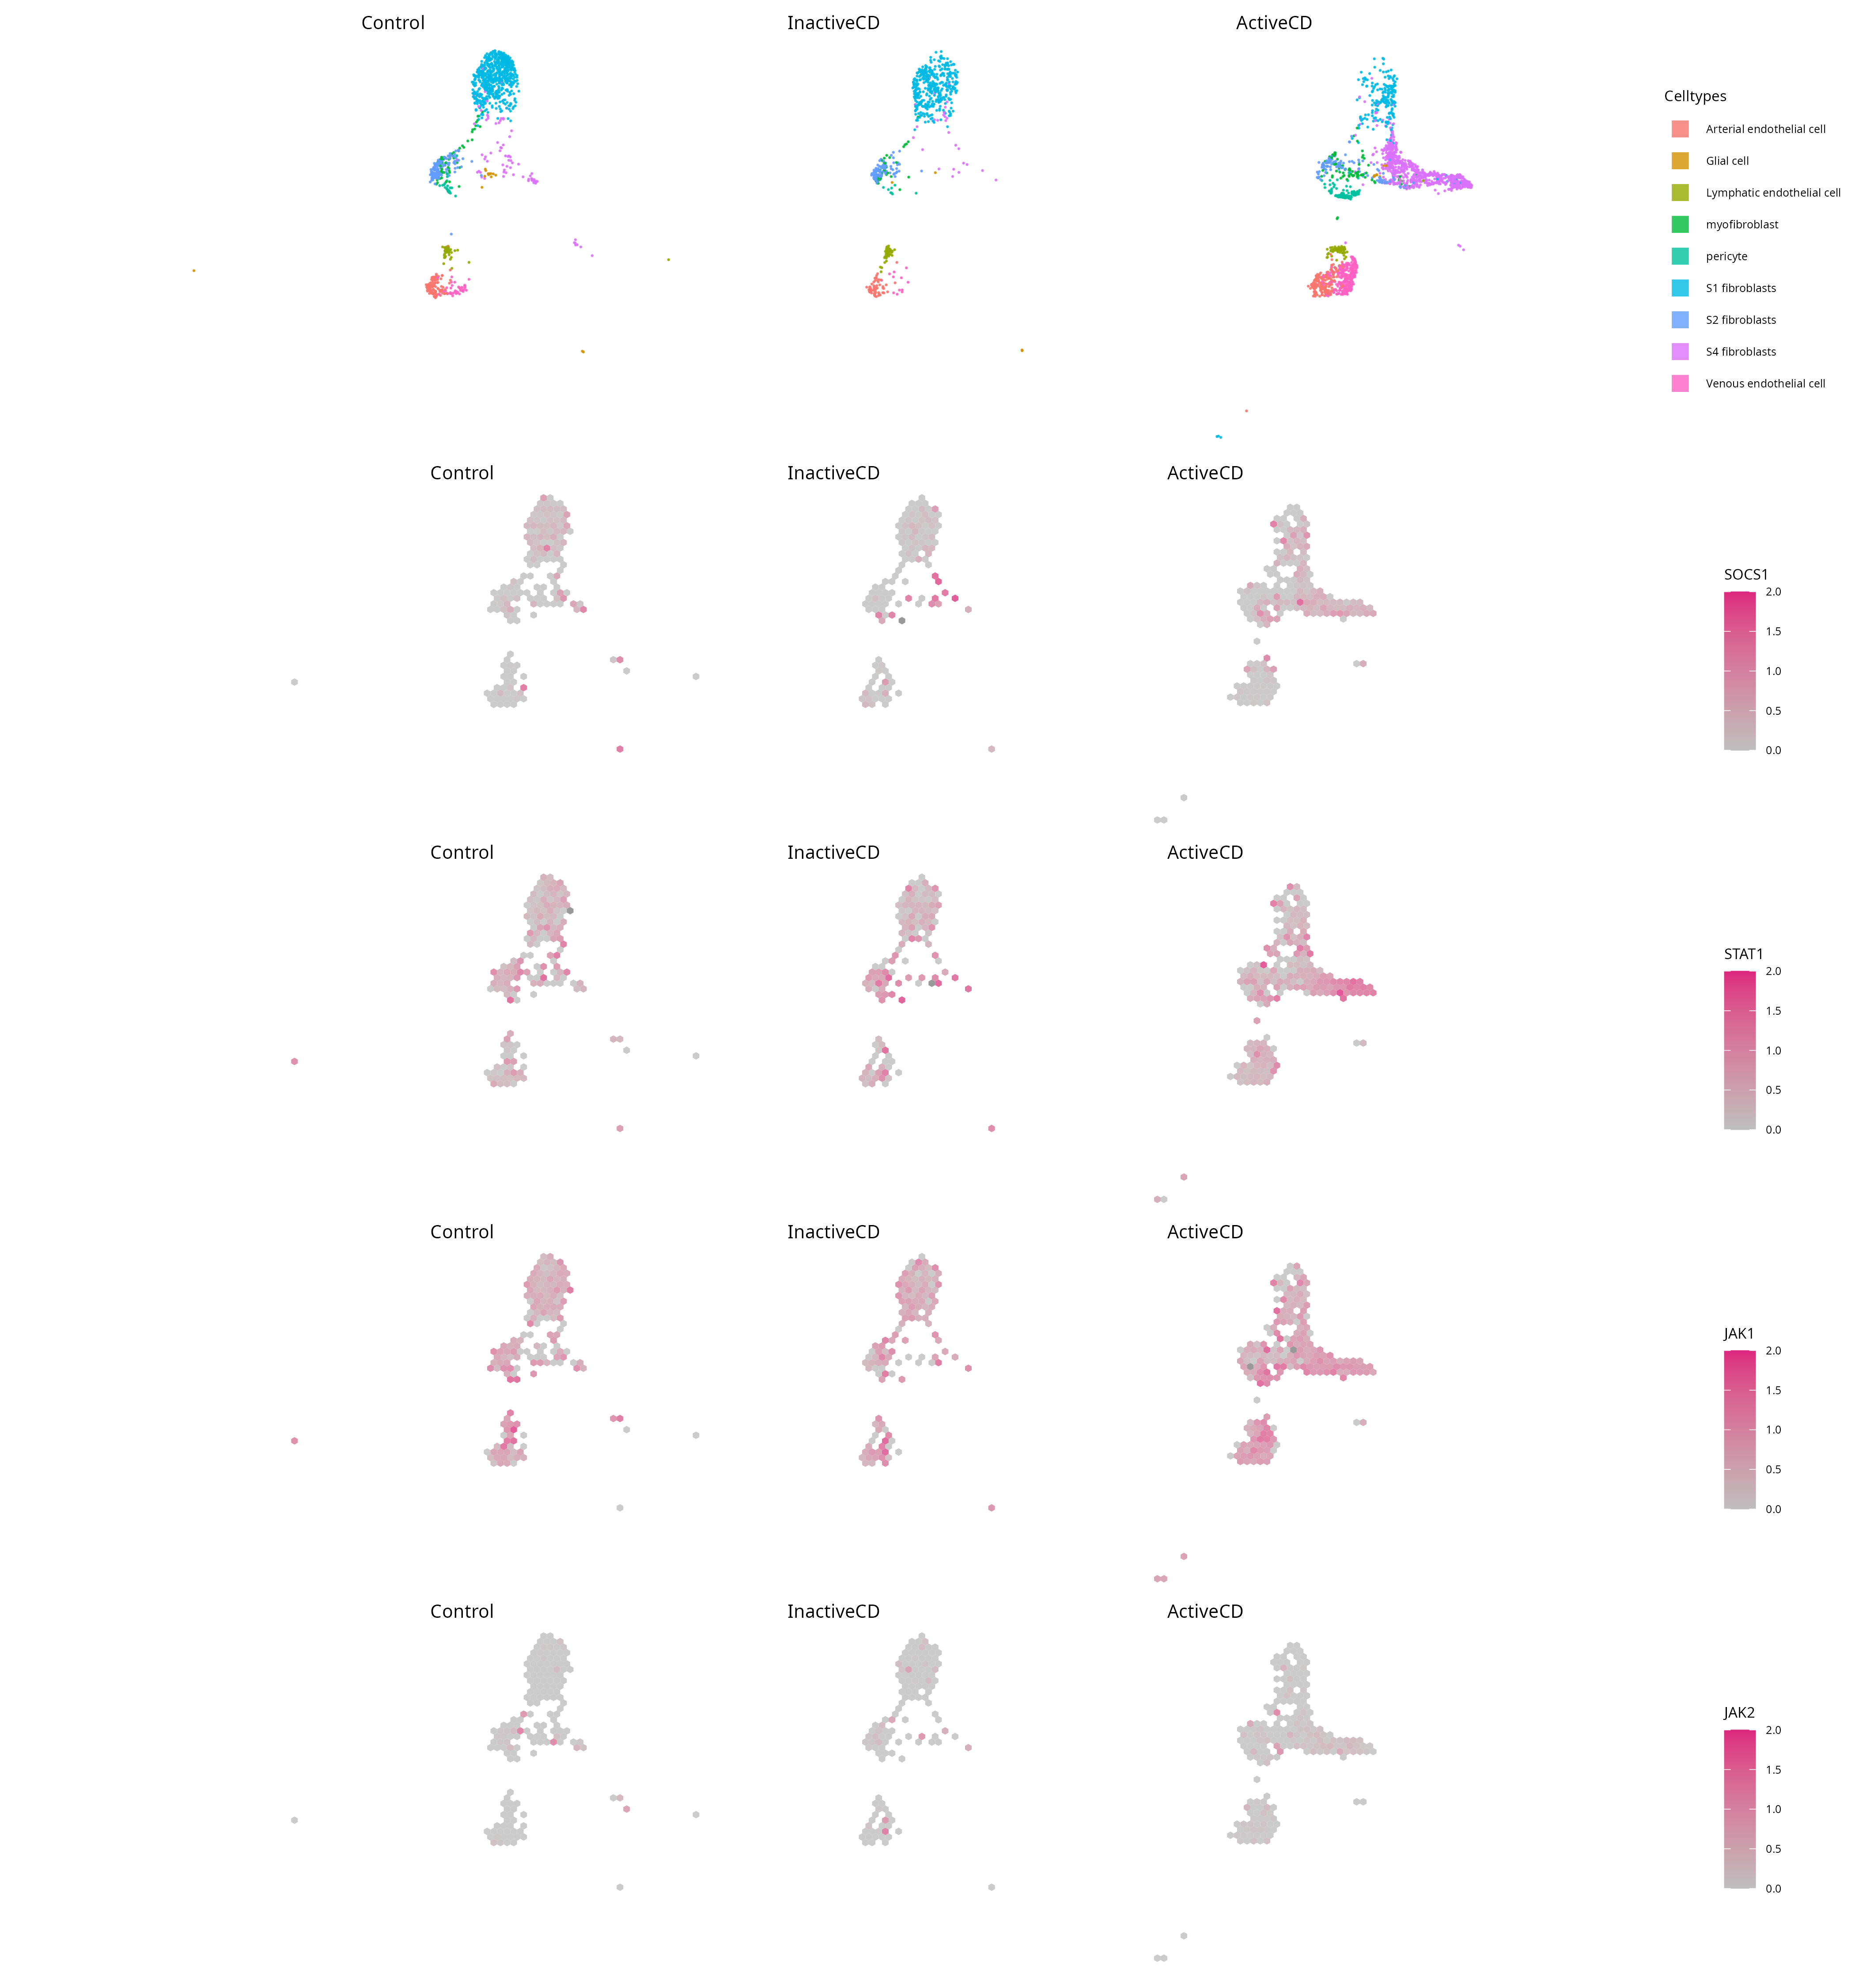 Control InactiveCD ActiveCD
Celltypes
Arterial endothelial cell
Glial cell
Lymphatic endothelial cell
myofibroblast
pericyte
S1 fibroblasts
S2 fibroblasts
S4 fibroblasts
Venous endothelial cell
Control InactiveCD ActiveCD
SOCS1
2.0
1.5
1.0
0.5
0.0
Control InactiveCD ActiveCD
STAT1
2.0
1.5
1.0
0.5
0.0
Control InactiveCD ActiveCD
JAK1
2.0
1.5
1.0
0.5
0.0
Control InactiveCD ActiveCD
JAK2
2.0
1.5
1.0
0.5
0.0